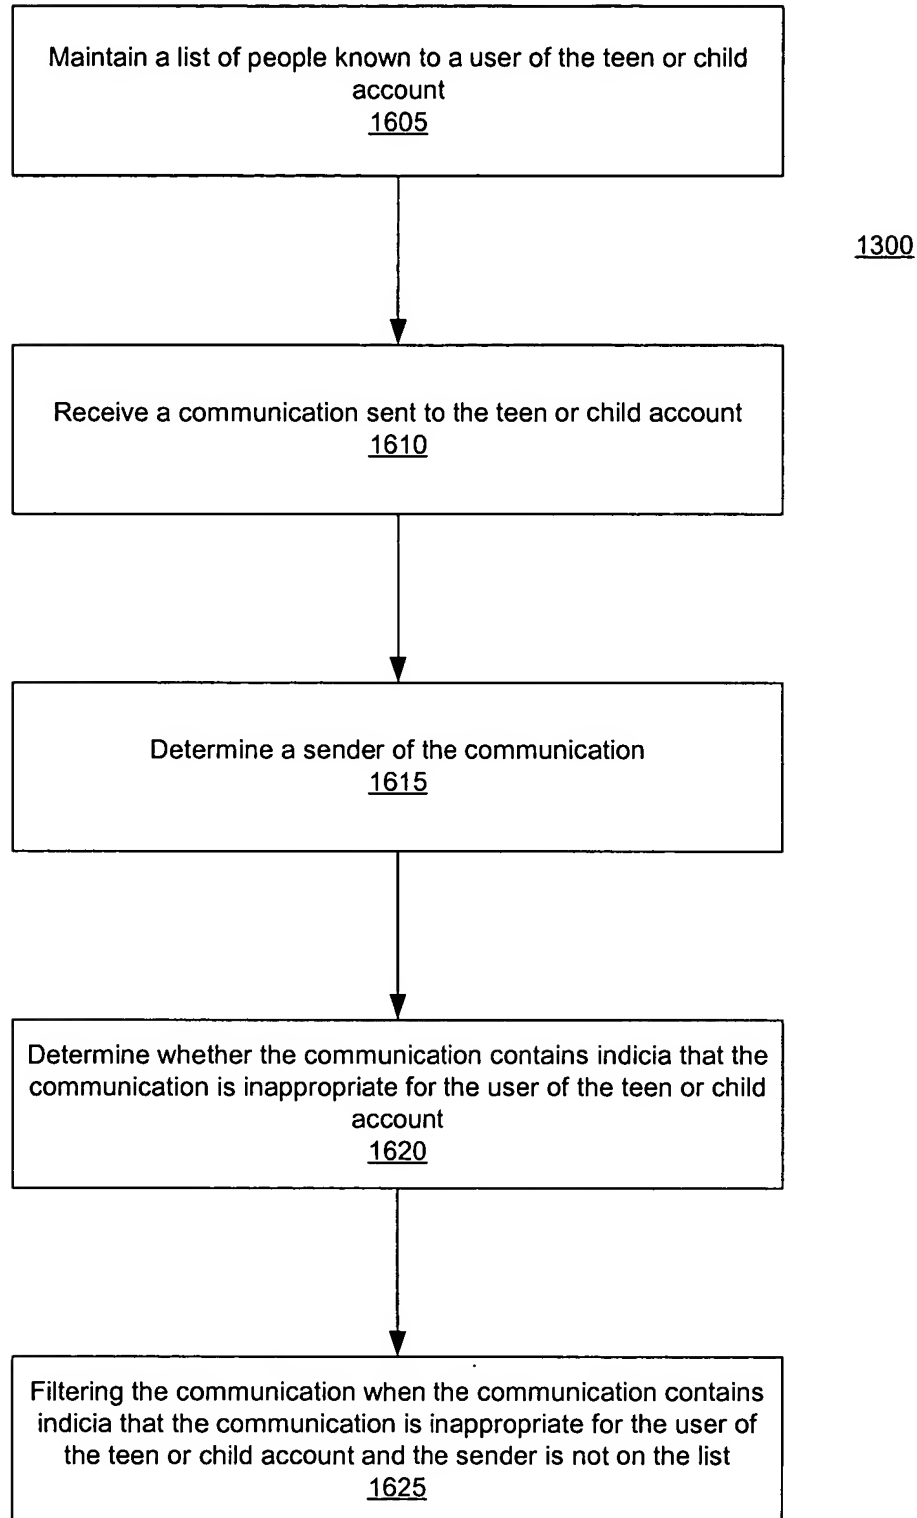 Maintain a list of people known to a user of the teen or child
account
1605
1300
Receive a communication sent to the teen or child account
1610
Determine a sender of the communication
1615
Determine whether the communication contains indicia that the
communication is inappropriate for the user of the teen or child
account
1620
Filtering the communication when the communication contains
indicia that the communication is inappropriate for the user of
the teen or child account and the sender is not on the list
1625